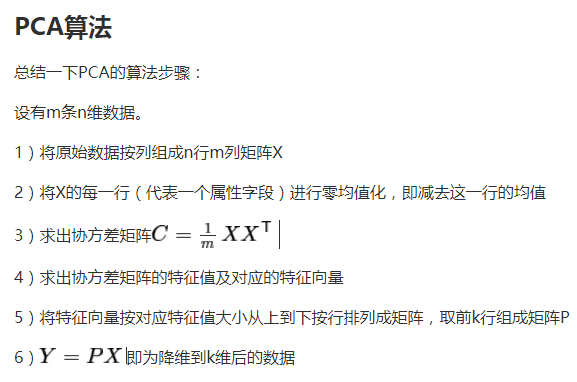 PCA算法
总结一下PCA的算法步骤：
设有m条n维数据。
1）将原始数据按列组成n行m列矩阵X
2）将X的每一行（代表一个属性字段）进行零均值化，即减去这一行的均值
3）求出协方差矩阵C = 1/m XXᵀ
4）求出协方差矩阵的特征值及对应的特征向量
5）将特征向量按对应特征值大小从上到下按行排列成矩阵，取前k行组成矩阵P
6）Y = PX即为降维到k维后的数据